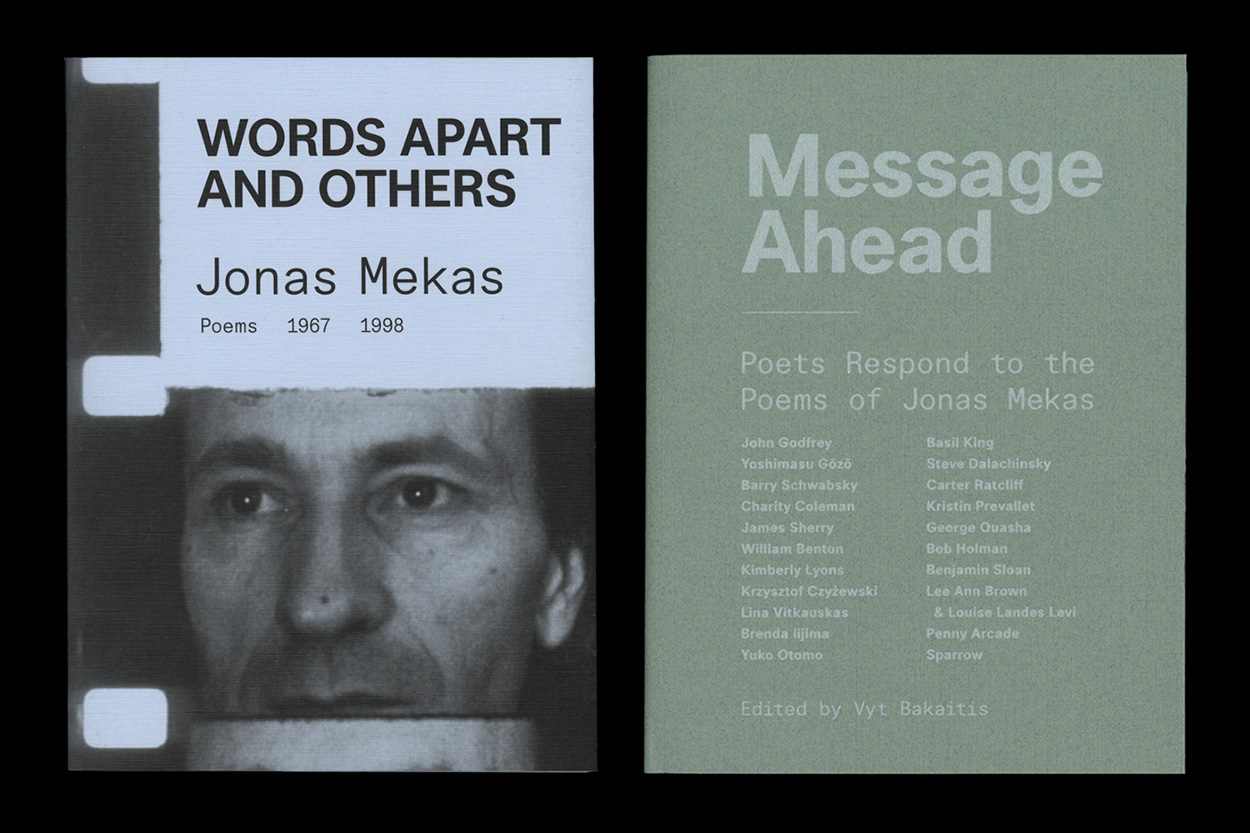 WORDS APART
AND OTHERS
Jonas Mekas
Poems 1967 1998
Message
Ahead
Poets Respond to the
Poems of Jonas Mekas
John Godfrey
Yoshimasu Gōzō
Barry Schwabsky
Charity Coleman
James Sherry
William Benton
Kimberly Lyons
Krzysztof Czyżewski
Lina Vitkauskas
Brenda Iijima
Yuko Otomo
Basil King
Steve Dalachinsky
Carter Ratcliff
Kristin Prevallet
George Quasha
Bob Holman
Benjamin Sloan
Lee Ann Brown
& Louise Landes Levi
Penny Arcade
Sparrow
Edited by Vyt Bakaitis